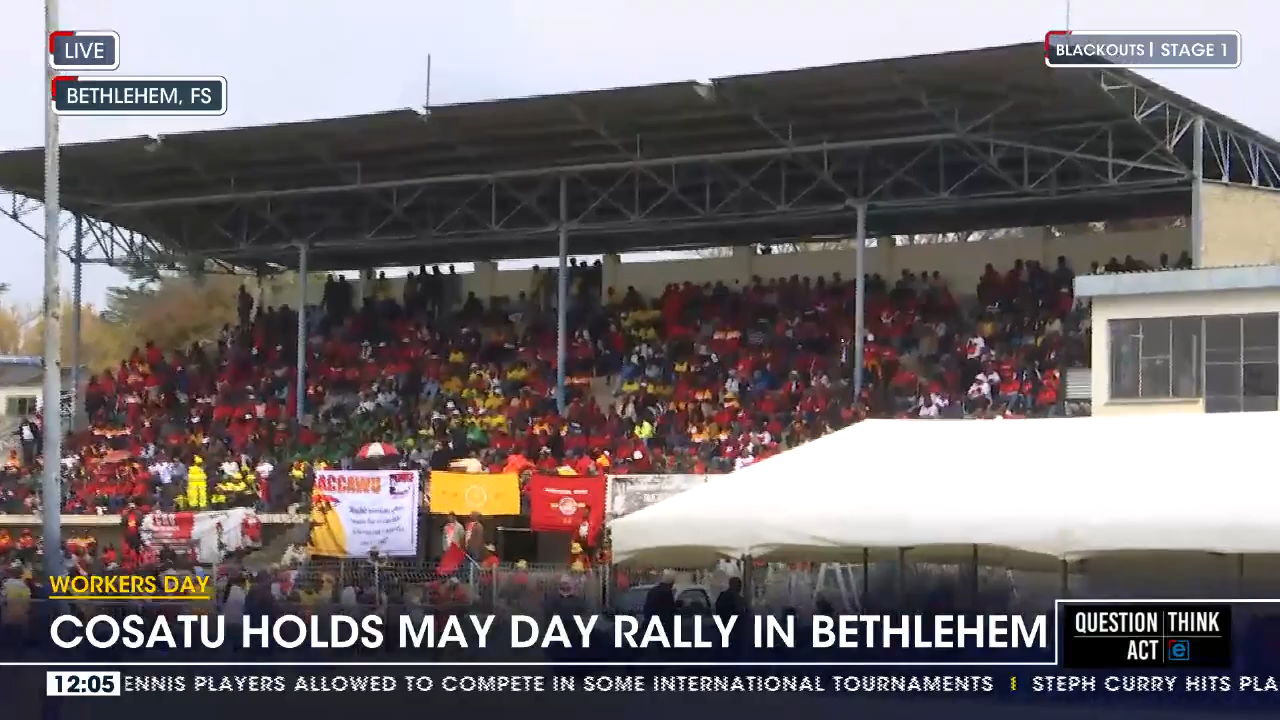 LIVE
BLACKOUTS | STAGE 1
BETHLEHEM, FS
ACCAWU
WORKERS DAY
COSATU HOLDS MAY DAY RALLY IN BETHLEHEM
QUESTION THINK
ACT e
12:05 ENNIS PLAYERS ALLOWED TO COMPETE IN SOME INTERNATIONAL TOURNAMENTS STEPH CURRY HITS PLA